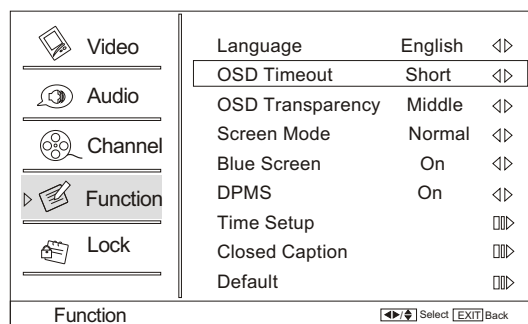 Video
Audio
Channel
Function
Lock
Language English
OSD Timeout Short
OSD Transparency Middle
Screen Mode Normal
Blue Screen On
DPMS On
Time Setup
Closed Caption
Default
Function Select EXIT Back